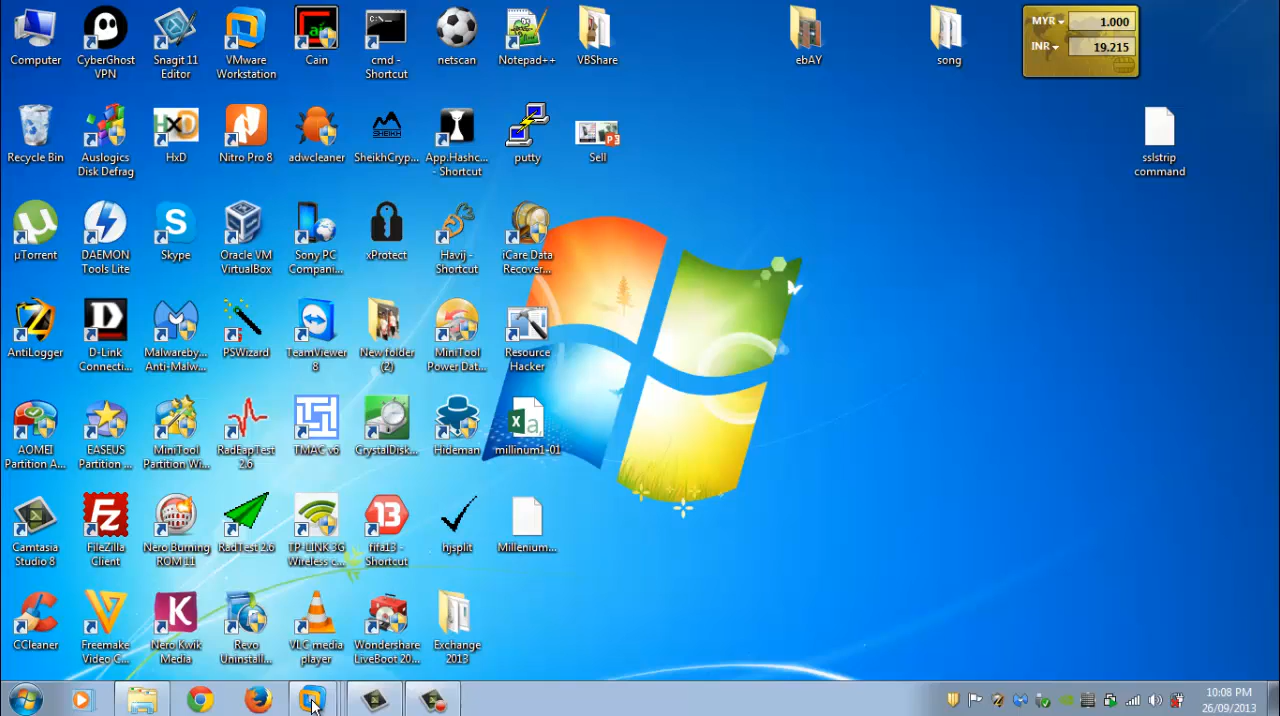 Computer
CyberGhost
VPN
Snagit 11
Editor
VMware
Workstation
Cain
cmd -
Shortcut
netscan
Notepad++
VBShare
ebAY
song
MYR
1.000
INR
19.215
Recycle Bin
Auslogics
Disk Defrag
HxD
Nitro Pro 8
adwcleaner
SheikhCryp...
App.Hashc...
- Shortcut
putty
Sell
sslstrip
command
µTorrent
DAEMON
Tools Lite
Skype
Oracle VM
VirtualBox
Sony PC
Compani...
xProtect
Havij -
Shortcut
iCare Data
Recover...
AntiLogger
D-Link
Connecti...
Malwareby...
Anti-Malw...
PSWizard
TeamViewer
8
New folder
(2)
MiniTool
Power Dat...
Resource
Hacker
AOMEI
Partition A...
EASEUS
Partition ...
MiniTool
Partition Wi...
RadEapTest
2.6
TMAC v6
CrystalDisk...
Hideman
millinum1-01
Camtasia
Studio 8
FileZilla
Client
Nero Burning
ROM 11
RadTest 2.6
TP-LINK 3G
Wireless c...
fifa13 -
Shortcut
hjsplit
Millenium...
CCleaner
Freemake
Video C...
Nero Kwik
Media
Revo
Uninstall...
VLC media
player
Wondershare
LiveBoot 20...
Exchange
2013
10:08 PM
26/09/2013